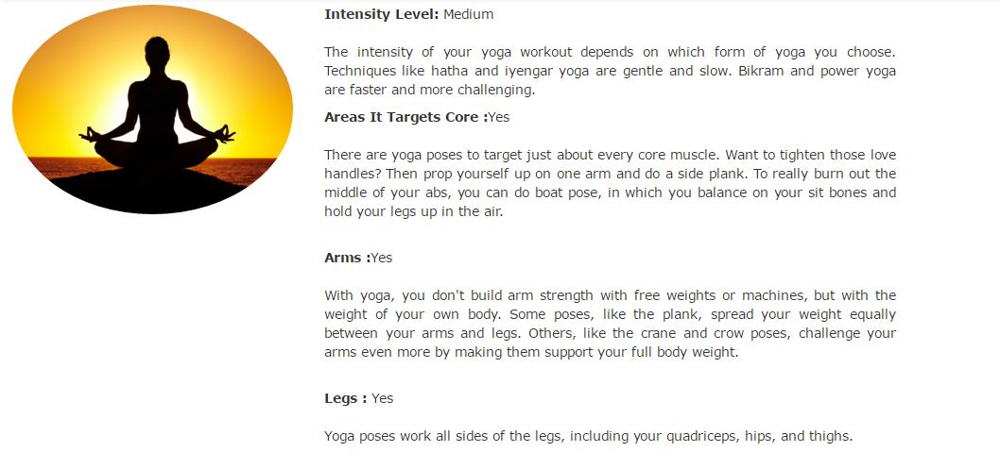 Intensity Level: Medium
The intensity of your yoga workout depends on which form of yoga you choose.
Techniques like hatha and iyengar yoga are gentle and slow. Bikram and power yoga
are faster and more challenging.
Areas It Targets Core :Yes
There are yoga poses to target just about every core muscle. Want to tighten those love
handles? Then prop yourself up on one arm and do a side plank. To really burn out the
middle of your abs, you can do boat pose, in which you balance on your sit bones and
hold your legs up in the air.
Arms :Yes
With yoga, you don't build arm strength with free weights or machines, but with the
weight of your own body. Some poses, like the plank, spread your weight equally
between your arms and legs. Others, like the crane and crow poses, challenge your
arms even more by making them support your full body weight.
Legs : Yes
Yoga poses work all sides of the legs, including your quadriceps, hips, and thighs.